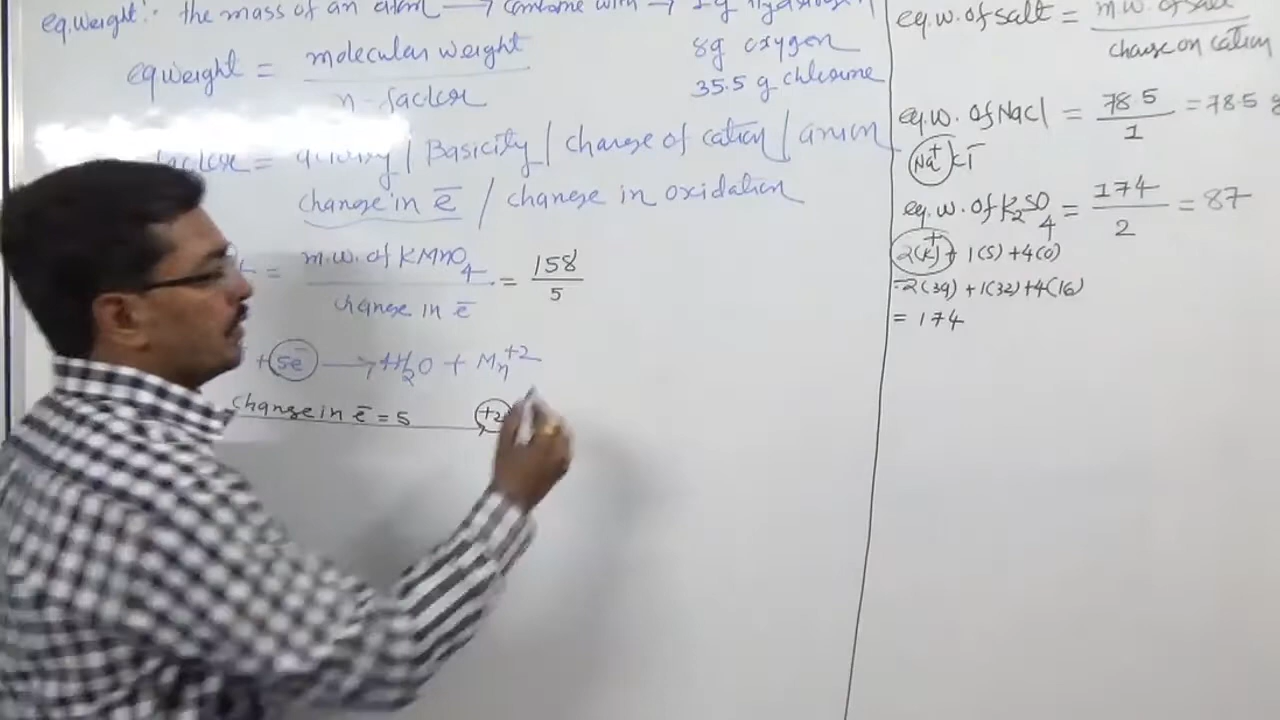 eq.weight:- the mass of an atom → combine with → 1g hydrogen
8g oxygen
35.5 g chlorine
eq weight = molecular weight / n-factor
= / Basicity / charge of cation / anion
change in e̅ / change in oxidation
= m.w. of KMnO4 / change in e̅ = 158 / 5
+ 5e̅ → H2O + Mn+2
change in e̅ = 5 +2
eq.w. of salt = m.w. of salt / charge on cation
eq.w. of NaCl = 78.5 / 1 = 78.5 g
Na+ Cl-
eq.w. of K2SO4 = 174 / 2 = 87
2(K)+ + 1(S) + 4(O)
=2(39) + 1(32) + 4(16)
= 174